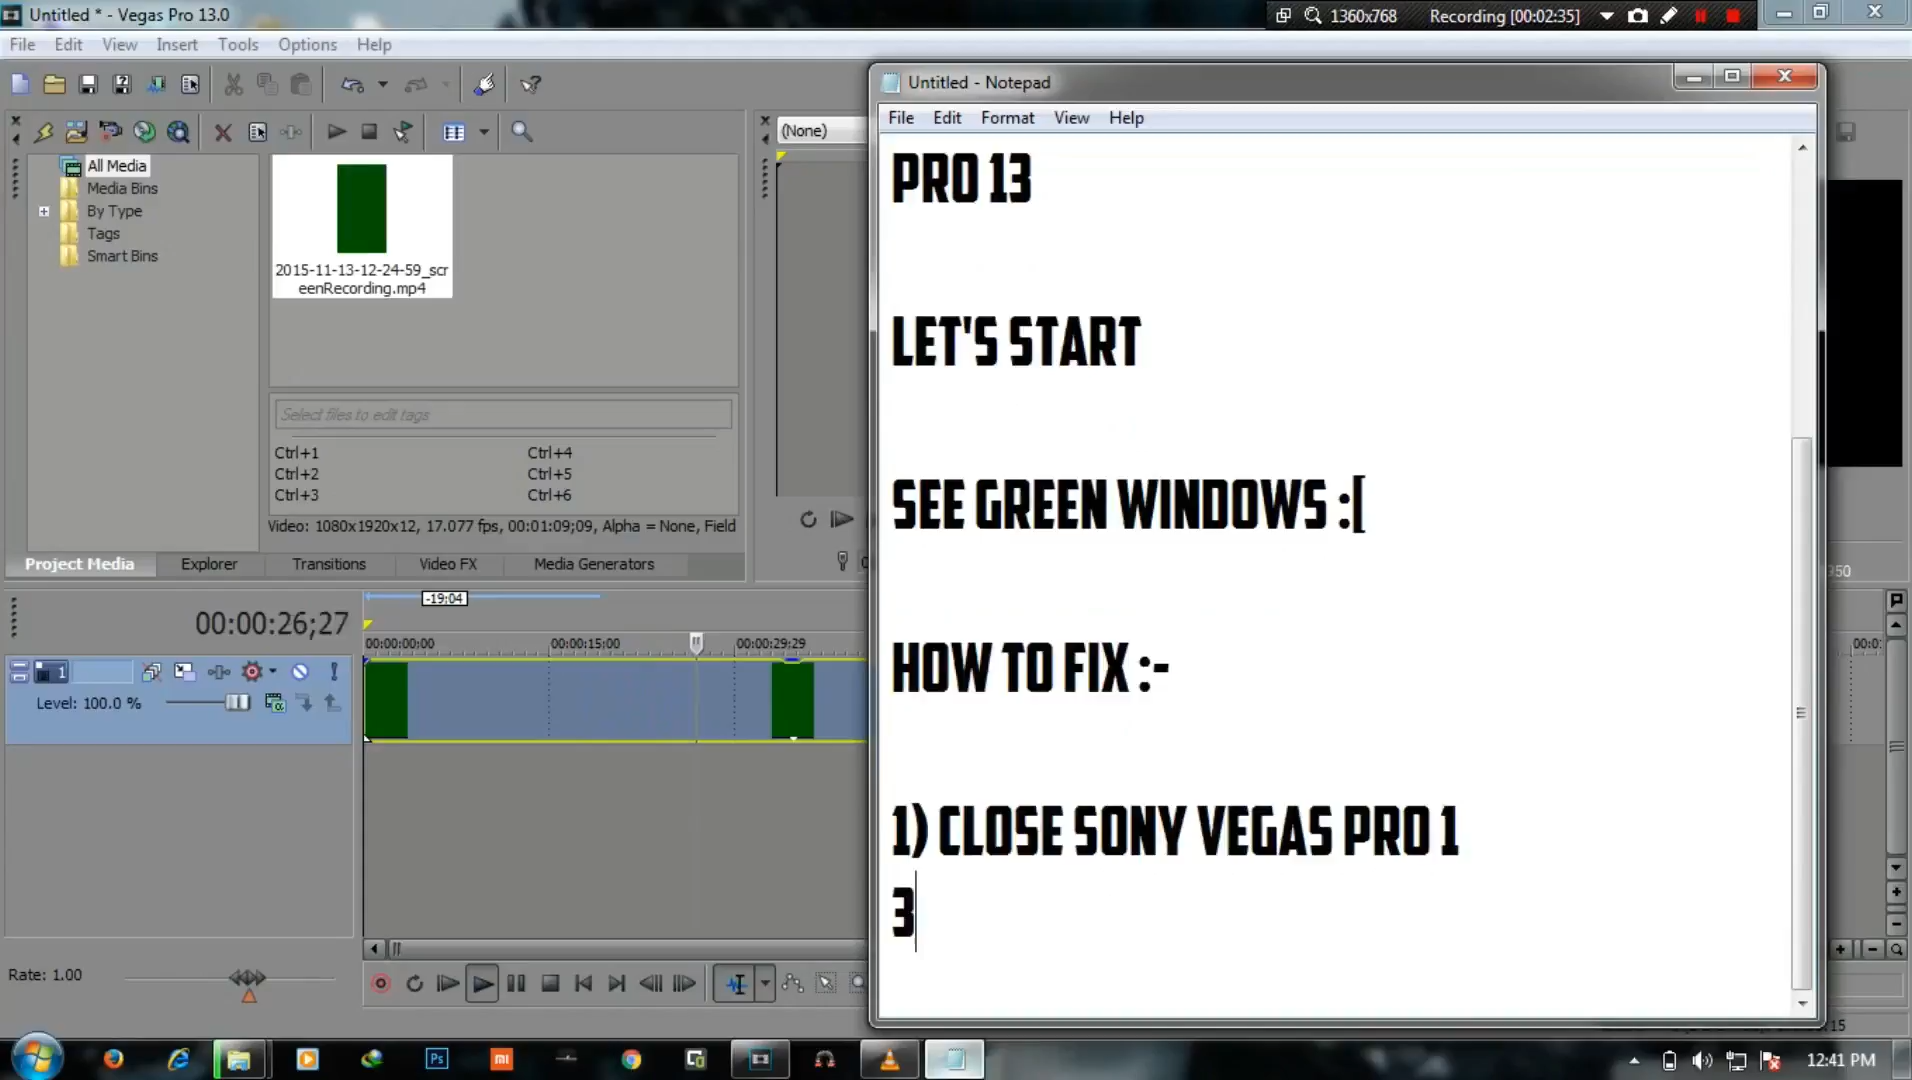 Untitled * - Vegas Pro 13.0
1360x768
Recording [00:02:35]
File Edit View Insert Tools Options Help
All Media
Media Bins
By Type
Tags
Smart Bins
2015-11-13-12-24-59_scr
eenRecording.mp4
Select files to edit tags
Ctrl+1 Ctrl+4
Ctrl+2 Ctrl+5
Ctrl+3 Ctrl+6
Video: 1080x1920x12, 17.077 fps, 00:01:09;09, Alpha = None, Field
Project Media Explorer Transitions Video FX Media Generators
(None)
Untitled - Notepad
File Edit Format View Help
PRO 13
LET'S START
SEE GREEN WINDOWS :[
HOW TO FIX :-
1) CLOSE SONY VEGAS PRO 1
3
-19:04
00:00:26;27
00:00:00;00 00:00:15;00 00:00:29;29
00:0:
1
Level: 100.0 %
Rate: 1.00
Ps
mi
12:41 PM